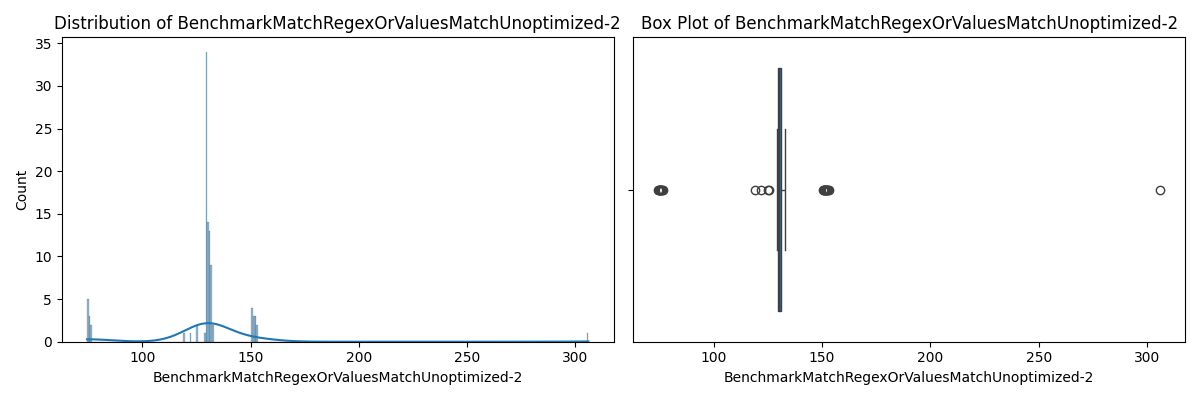 Distribution of BenchmarkMatchRegexOrValuesMatchUnoptimized-2
35
30
25
20
15
10
5
0
Count
100 150 200 250 300
BenchmarkMatchRegexOrValuesMatchUnoptimized-2
Box Plot of BenchmarkMatchRegexOrValuesMatchUnoptimized-2
100 150 200 250 300
BenchmarkMatchRegexOrValuesMatchUnoptimized-2